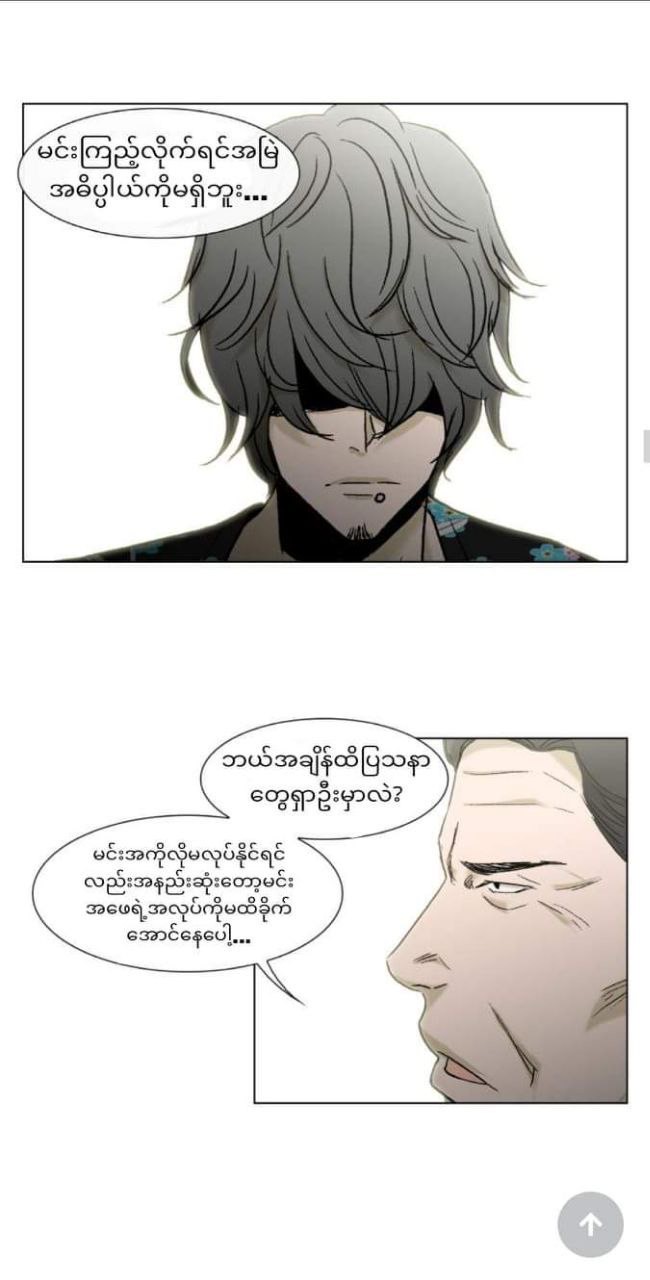 မင်းကြည့်လိုက်ရင်အမြဲ
အဓိပ္ပါယ်ကိုမရှိဘူး...
ဘယ်အချိန်ထိပြသနာ
တွေရှာဦးမှာလဲ?
မင်းအကိုလိုမလုပ်နိုင်ရင်
လည်းအနည်းဆုံးတော့မင်း
အဖေရဲ့အလုပ်ကိုမထိခိုက်
အောင်နေပေါ့...